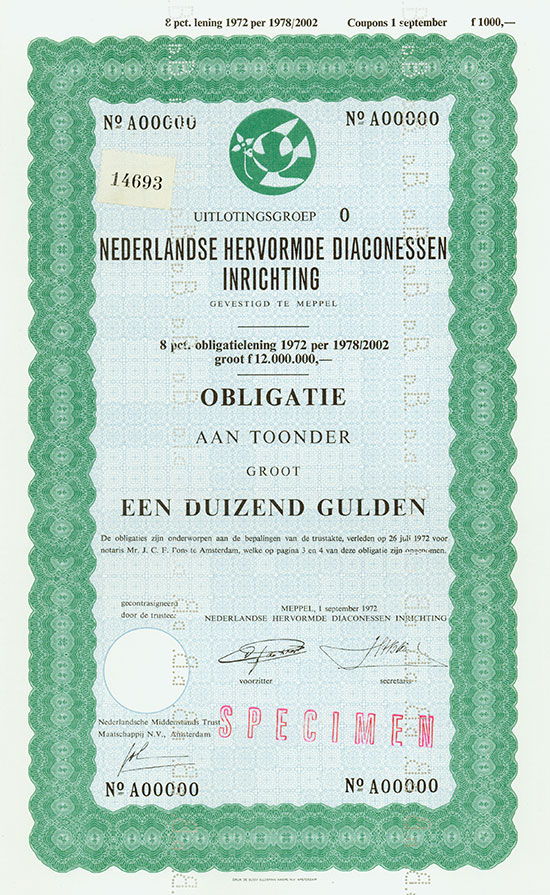 8 pct. lening 1972 per 1978/2002 Coupons 1 september f 1000,—
Nº A00000 Nº A00000
14693
UITLOTINGSGROEP 0
NEDERLANDSE HERVORMDE DIACONESSEN
INRICHTING
GEVESTIGD TE MEPPEL
8 pct. obligatielening 1972 per 1978/2002
groot f 12.000.000,—
OBLIGATIE
AAN TOONDER
GROOT
EEN DUIZEND GULDEN
De obligaties zijn onderworpen aan de bepalingen van de trustakte, verleden op 26 juli 1972 voor
notaris Mr. J. C. F. te Amsterdam, welke op pagina 3 en 4 van deze obligatie zijn opgenomen.
gecontrasigneerd
door de trustee:
MEPPEL, 1 september 1972
NEDERLANDSE HERVORMDE DIACONESSEN INRICHTING
voorzitter secretaris
Nederlandsche Middenstands Trust
Maatschappij N.V., Amsterdam
SPECIMEN
Nº A00000 Nº A00000